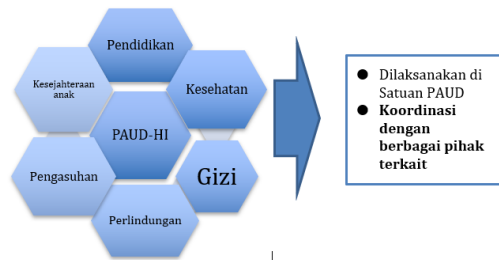 Pendidikan
Kesejahteraan
anak
Kesehatan
PAUD-HI
Pengasuhan
Gizi
Perlindungan
● Dilaksanakan di
Satuan PAUD
● Koordinasi
dengan
berbagai pihak
terkait